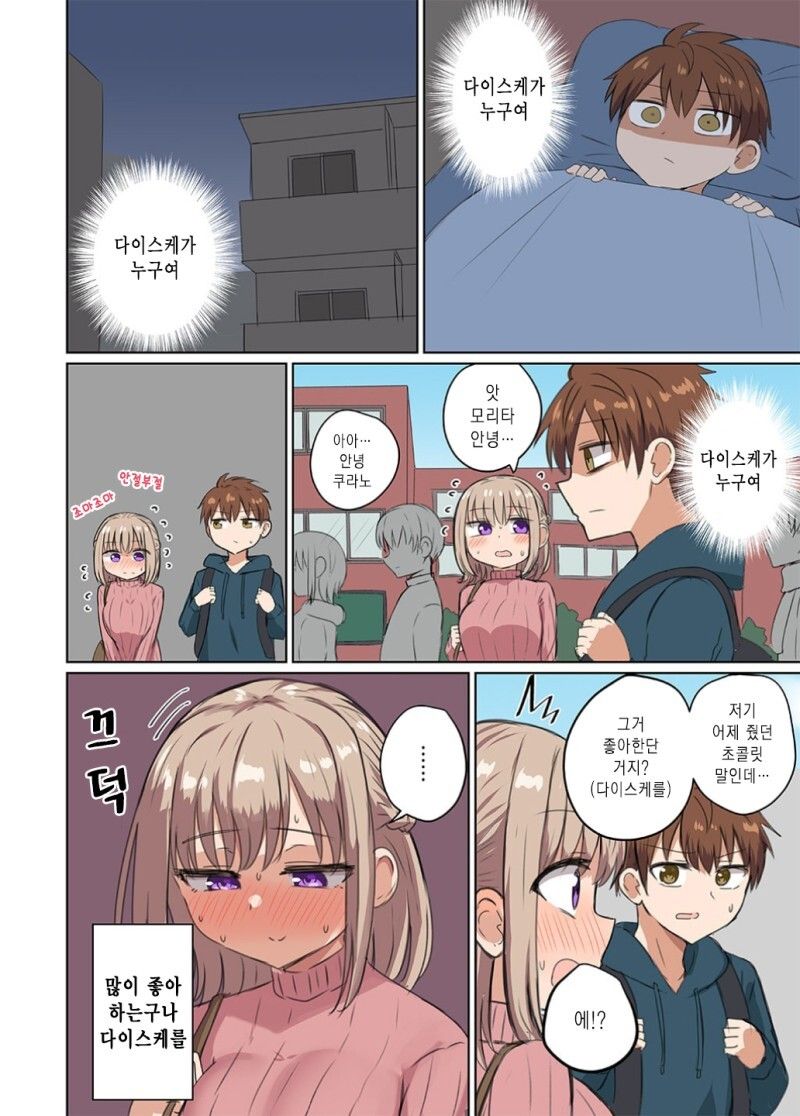 다이스케가
누구여
다이스케가
누구여
다이스케가
누구여
앗
모리타
안녕…
아아…
안녕
쿠라노
안절부절
조마조마
저기
어제 줬던
초콜릿
말인데…
그거
좋아한단
거지?
(다이스케를)
에!?
……
끄
덕
많이 좋아
하는구나
다이스케를